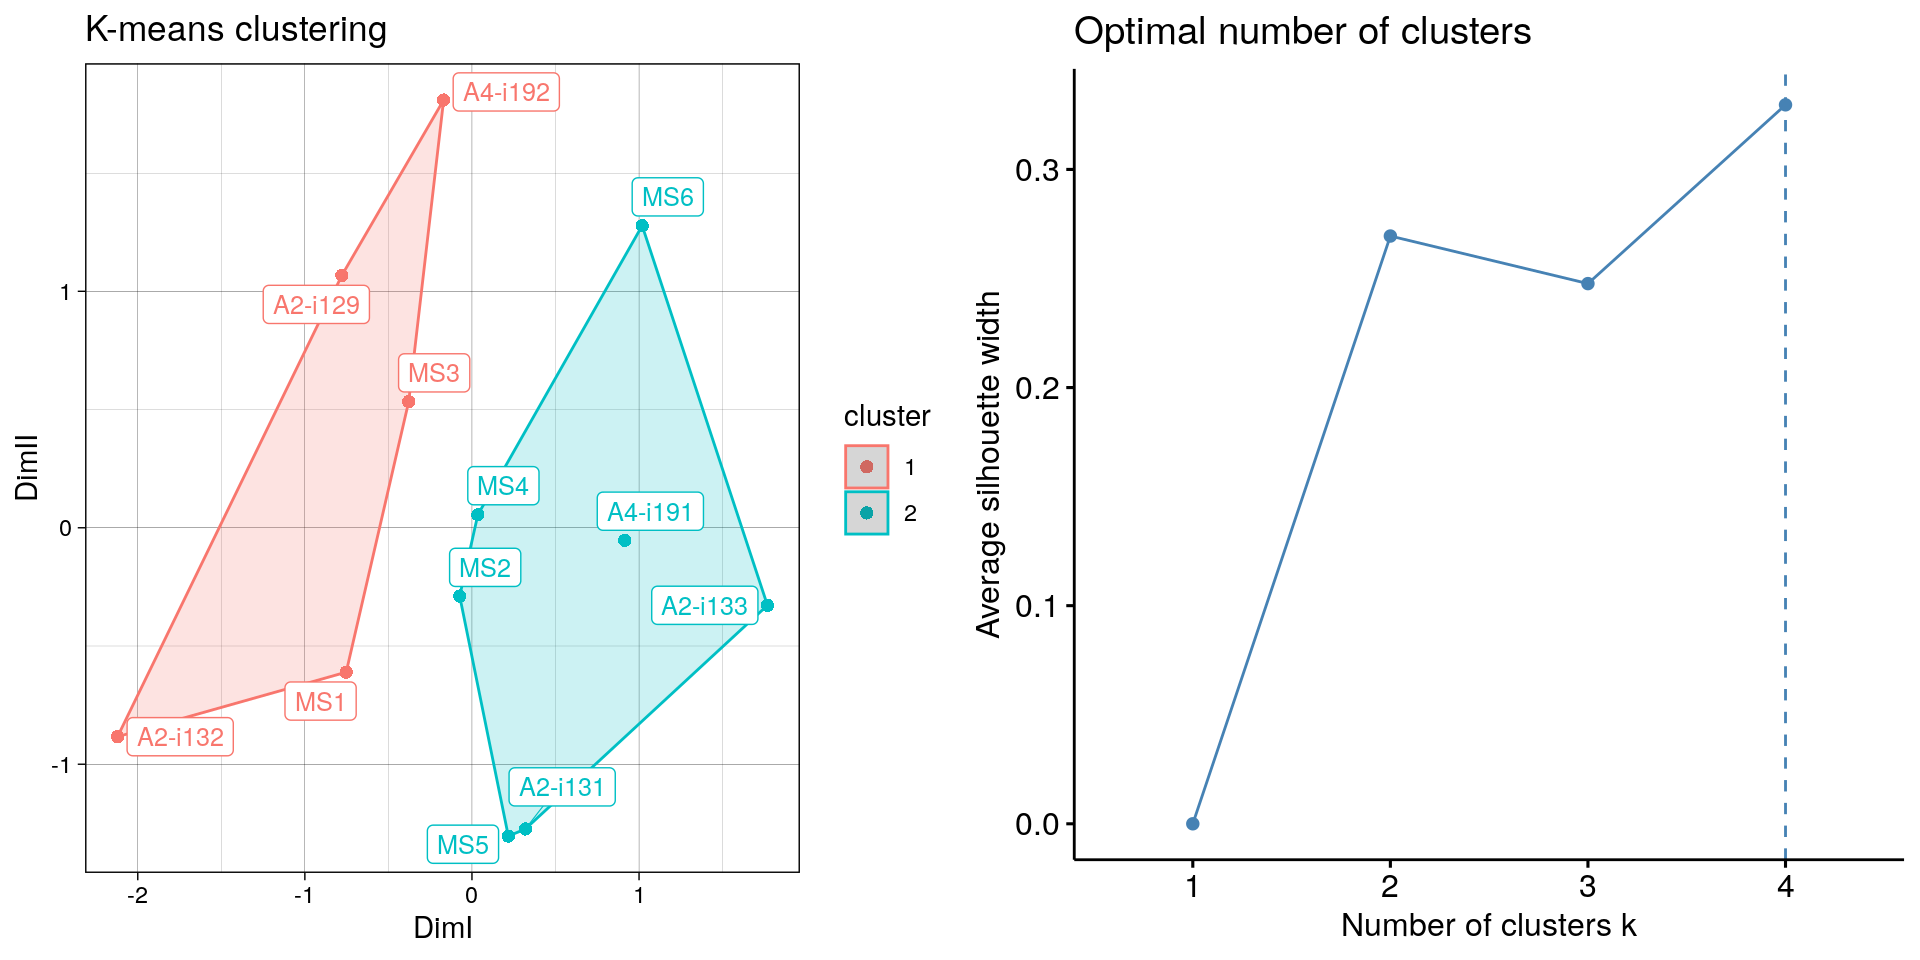 K-means clustering
A4-i192
MS6
A2-i129
MS3
MS4
A4-i191
MS2
A2-i133
MS1
A2-i132
A2-i131
MS5
1
0
-1
-2
-1
0
1
DimII
DimI
cluster
1
2
Optimal number of clusters
0.3
0.2
0.1
0.0
Average silhouette width
1
2
3
4
Number of clusters k